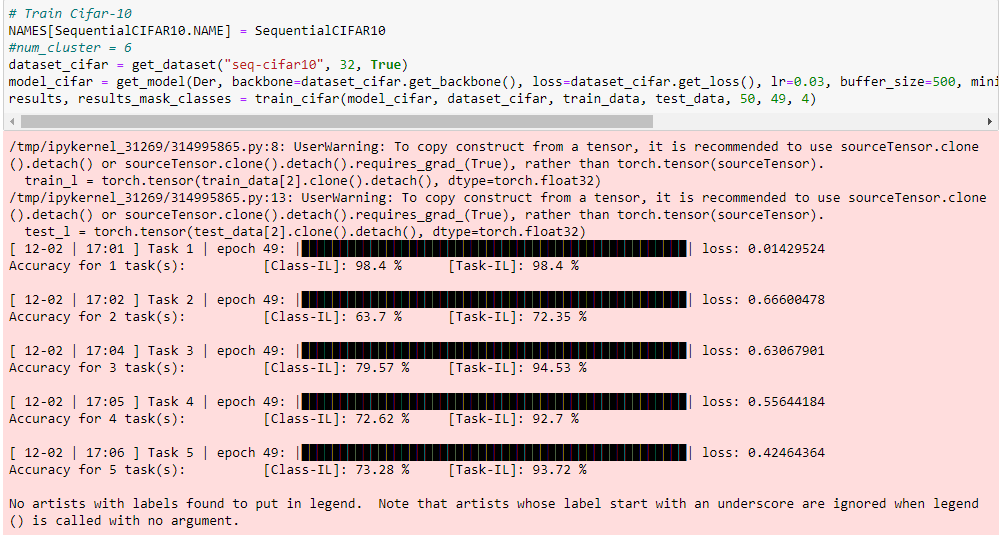 # Train Cifar-10
NAMES[SequentialCIFAR10.NAME] = SequentialCIFAR10
#num_cluster = 6
dataset_cifar = get_dataset("seq-cifar10", 32, True)
model_cifar = get_model(Der, backbone=dataset_cifar.get_backbone(), loss=dataset_cifar.get_loss(), lr=0.03, buffer_size=500, mini
results, results_mask_classes = train_cifar(model_cifar, dataset_cifar, train_data, test_data, 50, 49, 4)
/tmp/ipykernel_31269/314995865.py:8: UserWarning: To copy construct from a tensor, it is recommended to use sourceTensor.clone
().detach() or sourceTensor.clone().detach().requires_grad_(True), rather than torch.tensor(sourceTensor).
train_l = torch.tensor(train_data[2].clone().detach(), dtype=torch.float32)
/tmp/ipykernel_31269/314995865.py:13: UserWarning: To copy construct from a tensor, it is recommended to use sourceTensor.clone
().detach() or sourceTensor.clone().detach().requires_grad_(True), rather than torch.tensor(sourceTensor).
test_l = torch.tensor(test_data[2].clone().detach(), dtype=torch.float32)
[ 12-02 | 17:01 ] Task 1 | epoch 49: | | loss: 0.01429524
Accuracy for 1 task(s): [Class-IL]: 98.4 % [Task-IL]: 98.4 %
[ 12-02 | 17:02 ] Task 2 | epoch 49: | | loss: 0.66600478
Accuracy for 2 task(s): [Class-IL]: 63.7 % [Task-IL]: 72.35 %
[ 12-02 | 17:04 ] Task 3 | epoch 49: | | loss: 0.63067901
Accuracy for 3 task(s): [Class-IL]: 79.57 % [Task-IL]: 94.53 %
[ 12-02 | 17:05 ] Task 4 | epoch 49: | | loss: 0.55644184
Accuracy for 4 task(s): [Class-IL]: 72.62 % [Task-IL]: 92.7 %
[ 12-02 | 17:06 ] Task 5 | epoch 49: | | loss: 0.42464364
Accuracy for 5 task(s): [Class-IL]: 73.28 % [Task-IL]: 93.72 %
No artists with labels found to put in legend.  Note that artists whose label start with an underscore are ignored when legend
() is called with no argument.